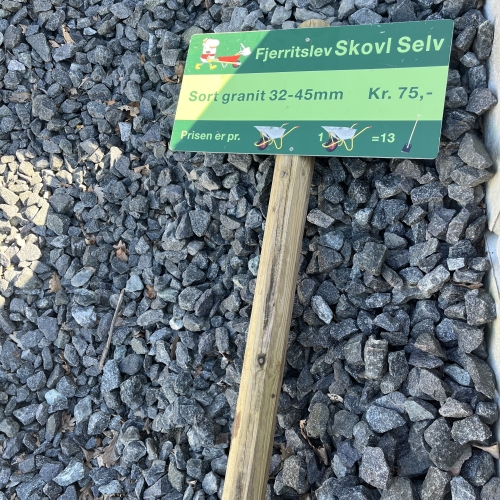 Fjerritslev Skovl Selv
Sort granit 32-45mm Kr. 75,-
Prisen er pr. 1 =13